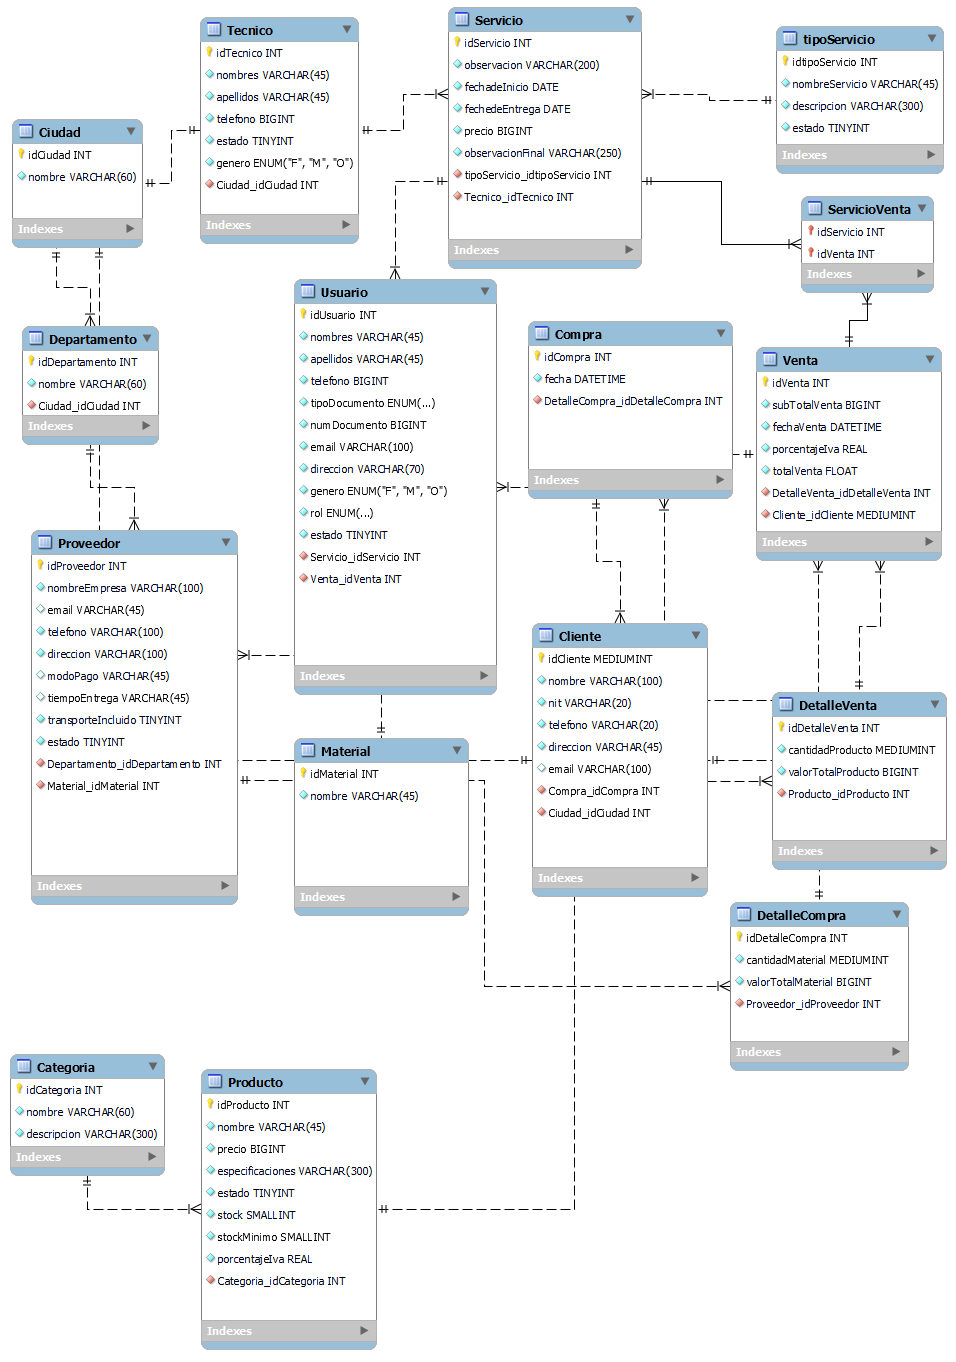 Tecnico
idTecnico INT
nombres VARCHAR(45)
apellidos VARCHAR(45)
telefono BIGINT
estado TINYINT
genero ENUM("F", "M", "O")
Ciudad_idCiudad INT
Indexes
Servicio
idServicio INT
observacion VARCHAR(200)
fechadeInicio DATE
fechedeEntrega DATE
precio BIGINT
observacionFinal VARCHAR(250)
tipoServicio_idtipoServicio INT
Tecnico_idTecnico INT
Indexes
tipoServicio
idtipoServicio INT
nombreServicio VARCHAR(45)
descripcion VARCHAR(300)
estado TINYINT
Indexes
Ciudad
idCiudad INT
nombre VARCHAR(60)
Indexes
ServicioVenta
idServicio INT
idVenta INT
Indexes
Departamento
idDepartamento INT
nombre VARCHAR(60)
Ciudad_idCiudad INT
Indexes
Usuario
idUsuario INT
nombres VARCHAR(45)
apellidos VARCHAR(45)
telefono BIGINT
tipoDocumento ENUM(...)
numDocumento BIGINT
email VARCHAR(100)
direccion VARCHAR(70)
genero ENUM("F", "M", "O")
rol ENUM(...)
estado TINYINT
Servicio_idServicio INT
Venta_idVenta INT
Indexes
Compra
idCompra INT
fecha DATETIME
DetalleCompra_idDetalleCompra INT
Indexes
Venta
idVenta INT
subTotalVenta BIGINT
fechaVenta DATETIME
porcentajeIva REAL
totalVenta FLOAT
DetalleVenta_idDetalleVenta INT
Cliente_idCliente MEDIUMINT
Indexes
Proveedor
idProveedor INT
nombreEmpresa VARCHAR(100)
email VARCHAR(45)
telefono VARCHAR(100)
direccion VARCHAR(100)
modoPago VARCHAR(45)
tiempoEntrega VARCHAR(45)
transporteIncluido TINYINT
estado TINYINT
Departamento_idDepartamento INT
Material_idMaterial INT
Indexes
Material
idMaterial INT
nombre VARCHAR(45)
Indexes
Cliente
idCliente MEDIUMINT
nombre VARCHAR(100)
nit VARCHAR(20)
telefono VARCHAR(20)
direccion VARCHAR(45)
email VARCHAR(100)
Compra_idCompra INT
Ciudad_idCiudad INT
Indexes
DetalleVenta
idDetalleVenta INT
cantidadProducto MEDIUMINT
valorTotalProducto BIGINT
Producto_idProducto INT
Indexes
DetalleCompra
idDetalleCompra INT
cantidadMaterial MEDIUMINT
valorTotalMaterial BIGINT
Proveedor_idProveedor INT
Indexes
Categoria
idCategoria INT
nombre VARCHAR(60)
descripcion VARCHAR(300)
Indexes
Producto
idProducto INT
nombre VARCHAR(45)
precio BIGINT
especificaciones VARCHAR(300)
estado TINYINT
stock SMALLINT
stockMinimo SMALLINT
porcentajeIva REAL
Categoria_idCategoria INT
Indexes